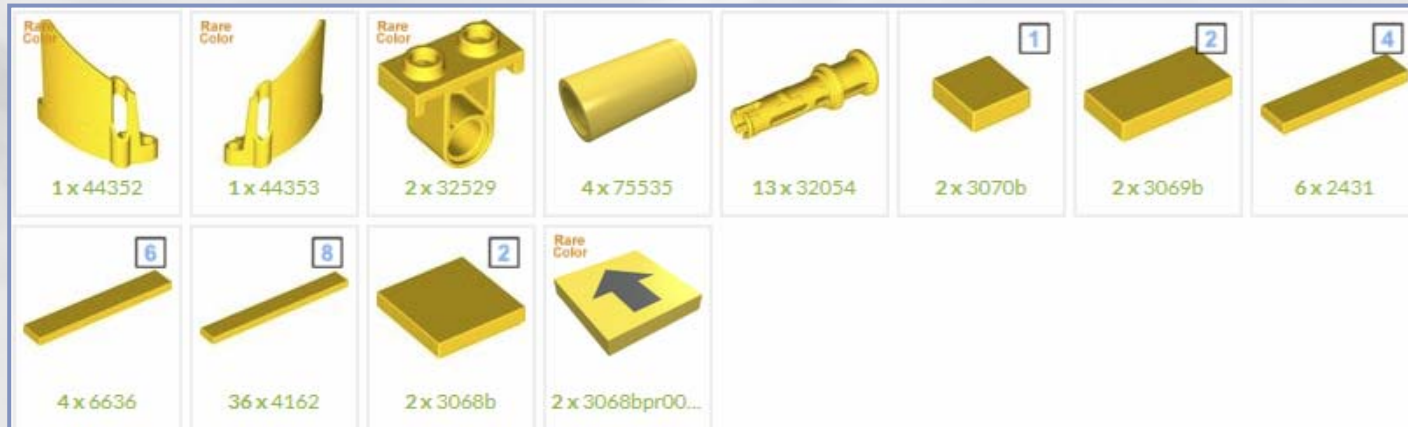 Rare
Color
1 x 44352
Rare
Color
1 x 44353
Rare
Color
2 x 32529
4 x 75535
13 x 32054
1
2 x 3070b
2
2 x 3069b
4
6 x 2431
6
4 x 6636
8
36 x 4162
2
2 x 3068b
Rare
Color
2 x 3068bpr00...